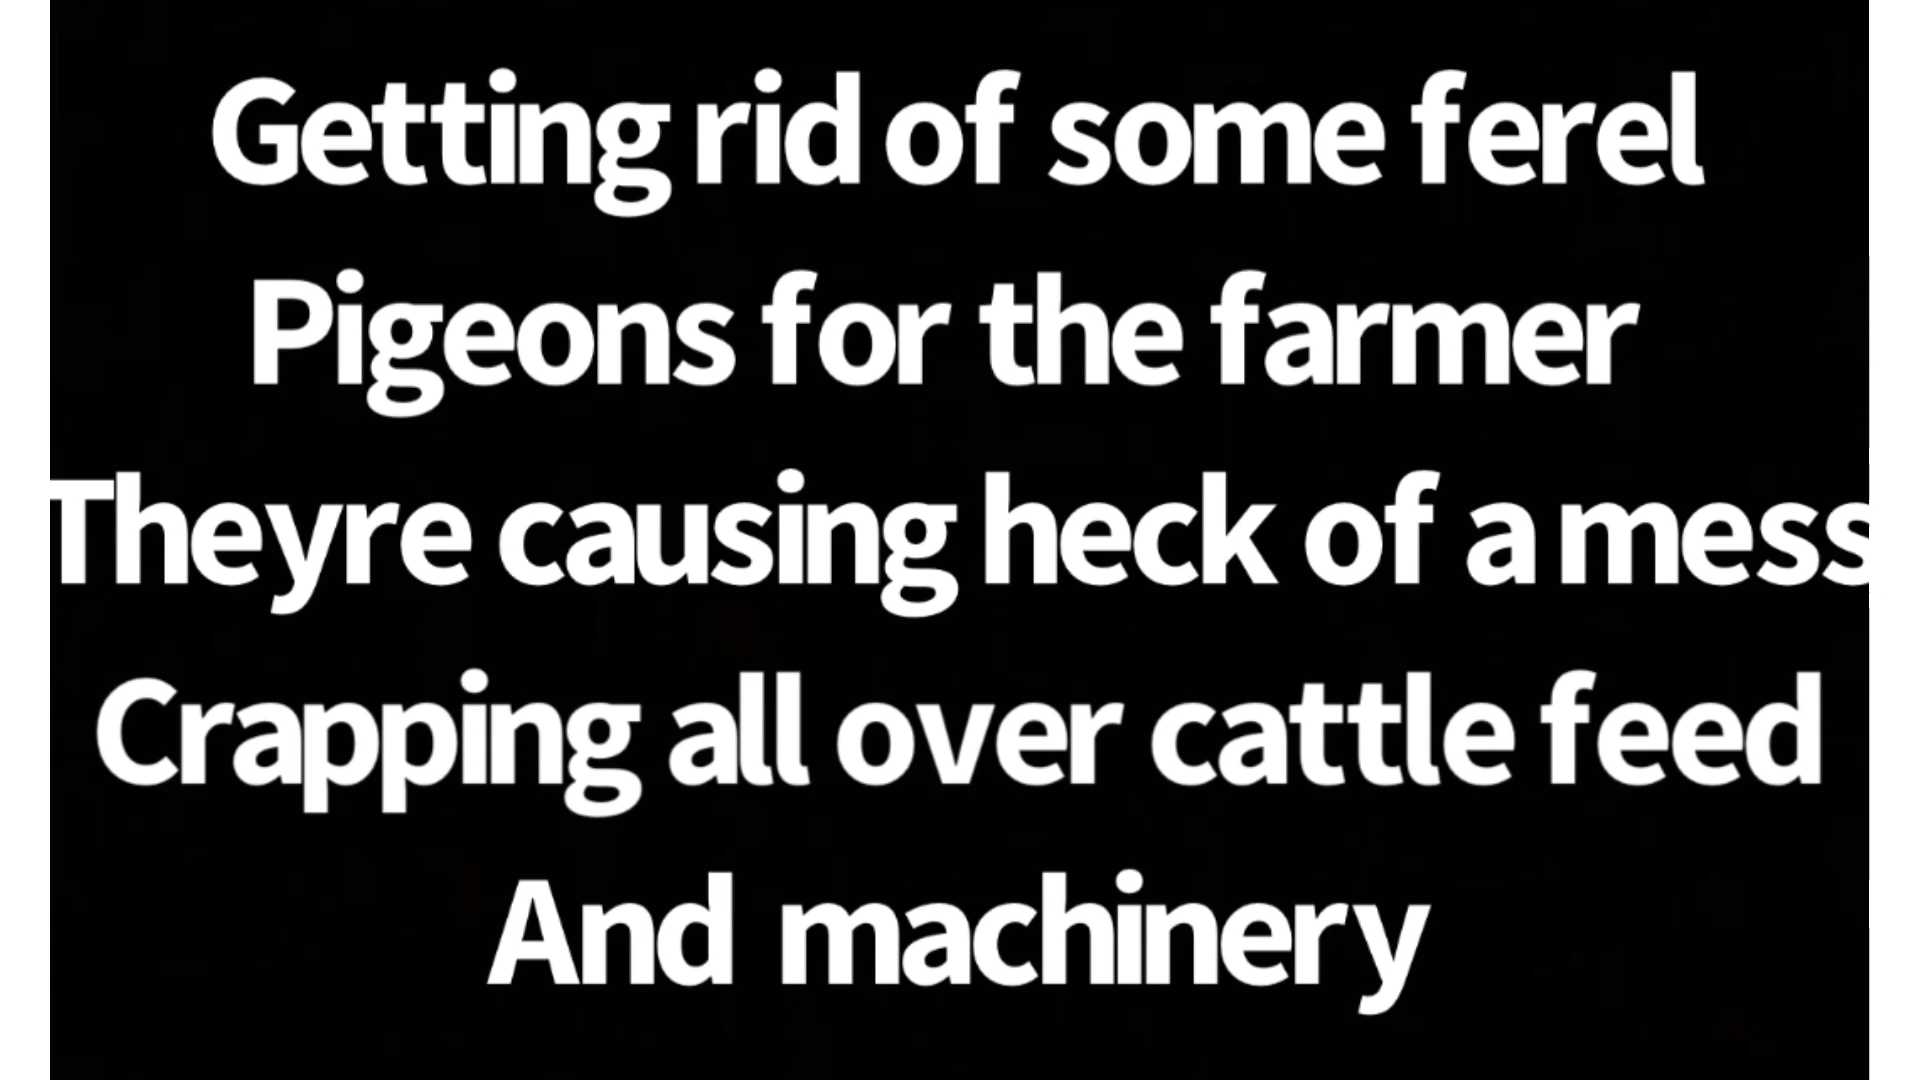 Getting rid of some ferel
Pigeons for the farmer
Theyre causing heck of a mess
Crapping all over cattle feed
And machinery